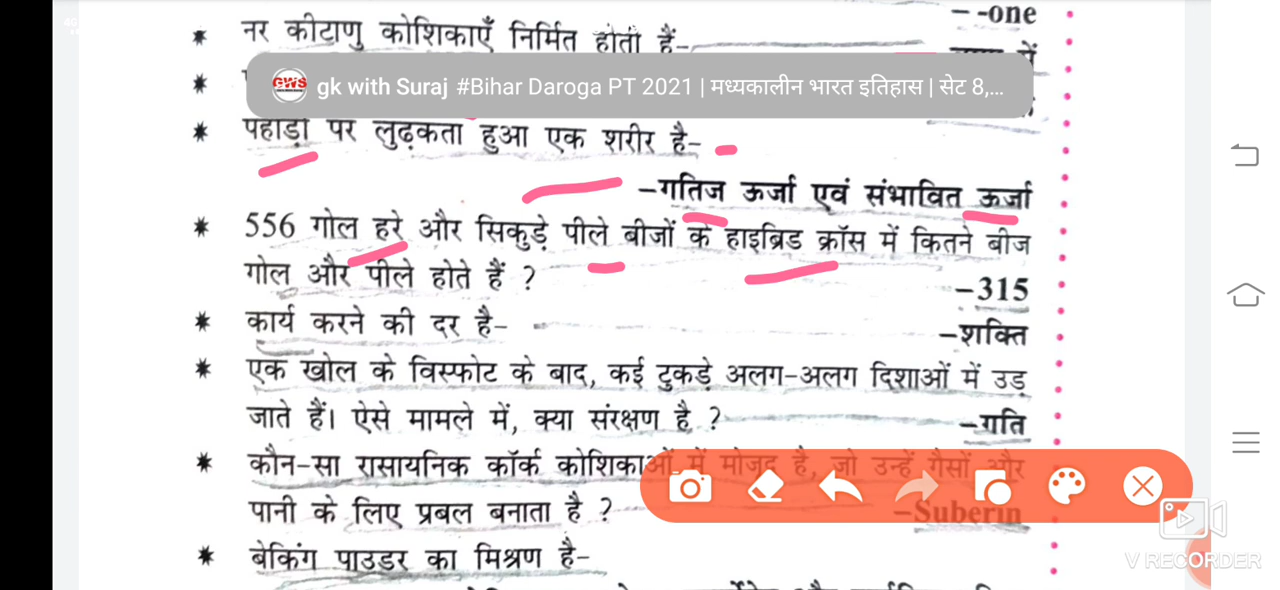 - -one
नर कीटाणु कोशिकाएँ निर्मित होती हैं-
gk with Suraj #Bihar Daroga PT 2021 | मध्यकालीन भारत इतिहास | सेट 8,...
पहाड़ी पर लुढ़कता हुआ एक शरीर है-
-गतिज ऊर्जा एवं संभावित ऊर्जा
556 गोल हरे और सिकुड़े पीले बीजों के हाइब्रिड क्रॉस में कितने बीज
गोल और पीले होते हैं ? -315
कार्य करने की दर है- -शक्ति
एक खोल के विस्फोट के बाद, कई टुकड़े अलग-अलग दिशाओं में उड़
जाते हैं। ऐसे मामले में, क्या संरक्षण है ? -गति
कौन-सा रासायनिक कॉर्क कोशिकाओं में मौजूद है, जो उन्हें गैसों और
पानी के लिए प्रबल बनाता है ? -Suberin
बेकिंग पाउडर का मिश्रण है-
V RECORDER